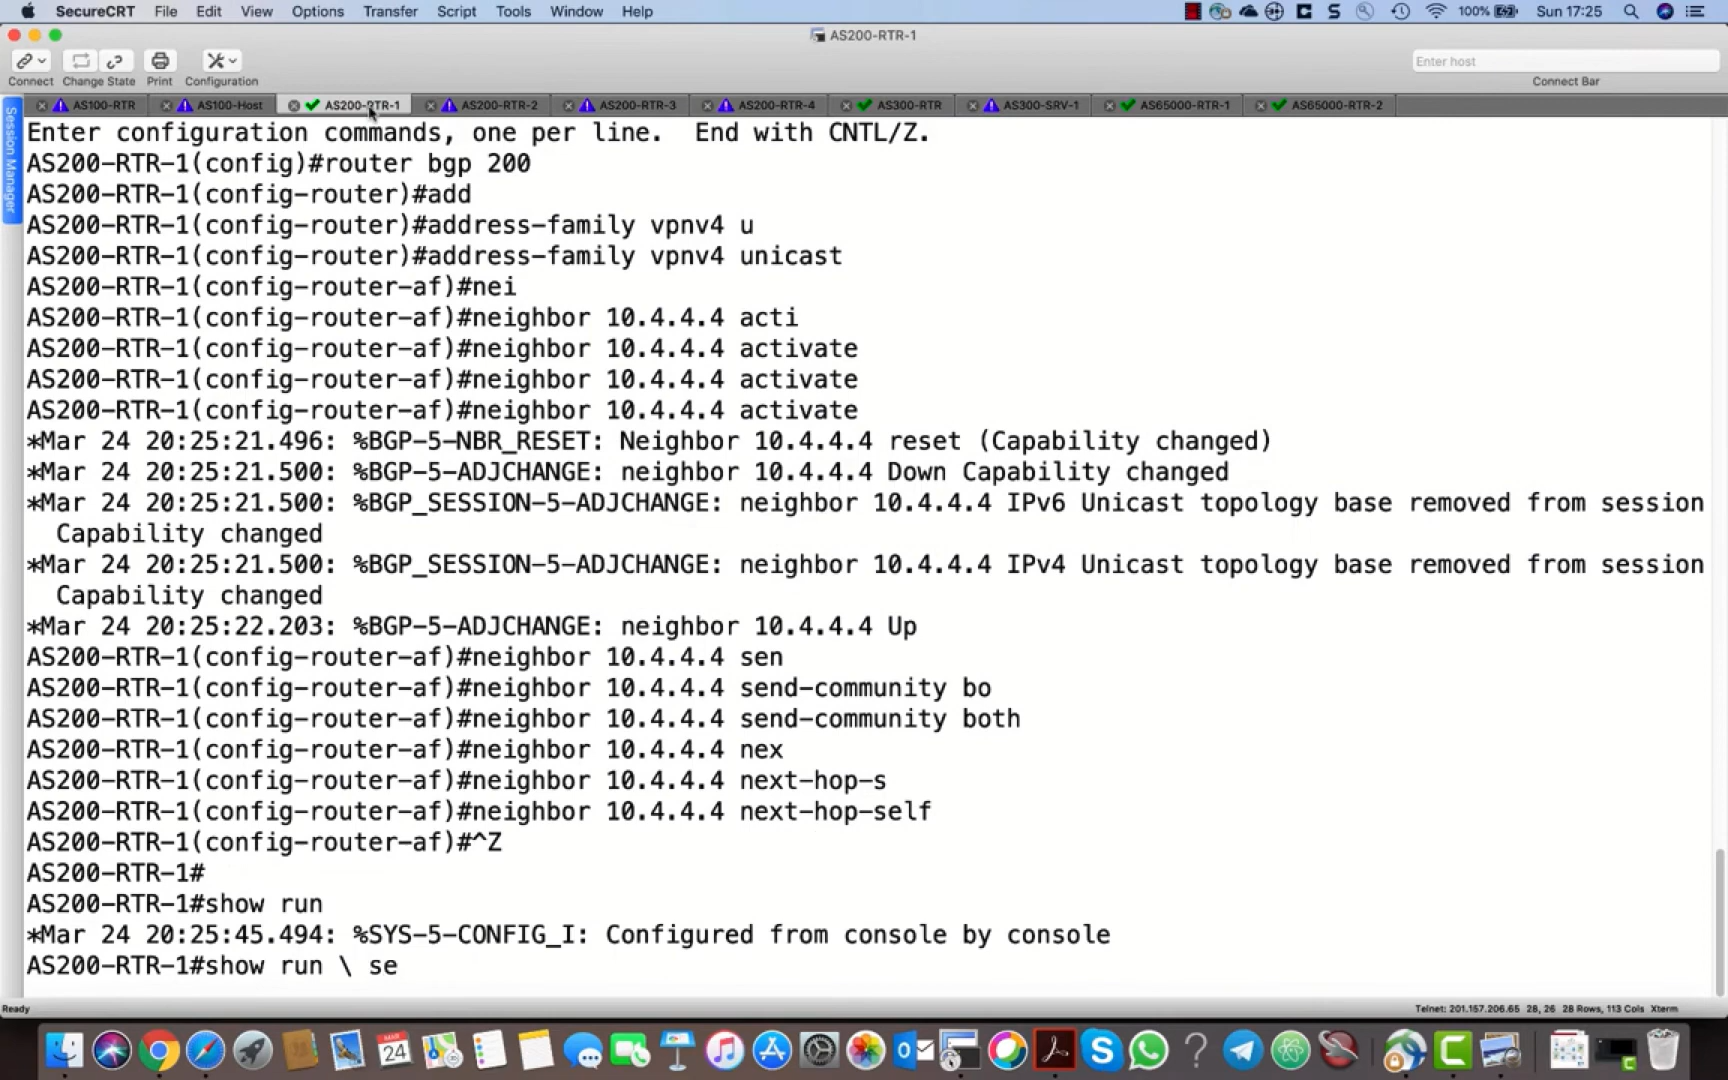 SecureCRT File Edit View Options Transfer Script Tools Window Help 100% Sun 17:25
AS200-RTR-1
Connect Change State Print Configuration
Enter host
Connect Bar
AS100-RTR AS100-Host AS200-RTR-1 AS200-RTR-2 AS200-RTR-3 AS200-RTR-4 AS300-RTR AS300-SRV-1 AS65000-RTR-1 AS65000-RTR-2
Session Manager
Enter configuration commands, one per line.  End with CNTL/Z.
AS200-RTR-1(config)#router bgp 200
AS200-RTR-1(config-router)#add
AS200-RTR-1(config-router)#address-family vpnv4 u
AS200-RTR-1(config-router)#address-family vpnv4 unicast
AS200-RTR-1(config-router-af)#nei
AS200-RTR-1(config-router-af)#neighbor 10.4.4.4 acti
AS200-RTR-1(config-router-af)#neighbor 10.4.4.4 activate
AS200-RTR-1(config-router-af)#neighbor 10.4.4.4 activate
AS200-RTR-1(config-router-af)#neighbor 10.4.4.4 activate
*Mar 24 20:25:21.496: %BGP-5-NBR_RESET: Neighbor 10.4.4.4 reset (Capability changed)
*Mar 24 20:25:21.500: %BGP-5-ADJCHANGE: neighbor 10.4.4.4 Down Capability changed
*Mar 24 20:25:21.500: %BGP_SESSION-5-ADJCHANGE: neighbor 10.4.4.4 IPv6 Unicast topology base removed from session
Capability changed
*Mar 24 20:25:21.500: %BGP_SESSION-5-ADJCHANGE: neighbor 10.4.4.4 IPv4 Unicast topology base removed from session
Capability changed
*Mar 24 20:25:22.203: %BGP-5-ADJCHANGE: neighbor 10.4.4.4 Up
AS200-RTR-1(config-router-af)#neighbor 10.4.4.4 sen
AS200-RTR-1(config-router-af)#neighbor 10.4.4.4 send-community bo
AS200-RTR-1(config-router-af)#neighbor 10.4.4.4 send-community both
AS200-RTR-1(config-router-af)#neighbor 10.4.4.4 nex
AS200-RTR-1(config-router-af)#neighbor 10.4.4.4 next-hop-s
AS200-RTR-1(config-router-af)#neighbor 10.4.4.4 next-hop-self
AS200-RTR-1(config-router-af)#^Z
AS200-RTR-1#
AS200-RTR-1#show run
*Mar 24 20:25:45.494: %SYS-5-CONFIG_I: Configured from console by console
AS200-RTR-1#show run \ se
Ready
Telnet: 201.157.206.65 28, 26 28 Rows, 113 Cols Xterm
24